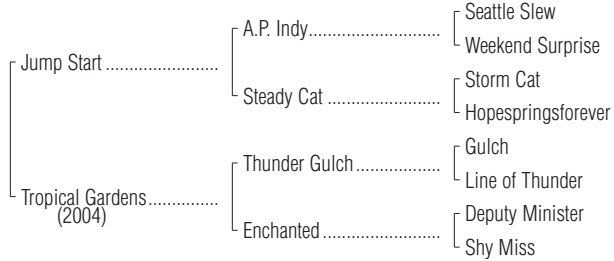 Seattle Slew
A.P. Indy..............................
Weekend Surprise
Jump Start ..........................
Storm Cat
Steady Cat ..........................
Hopespringsforever
Gulch
Thunder Gulch....................
Line of Thunder
Tropical Gardens................
(2004)
Deputy Minister
Enchanted...........................
Shy Miss